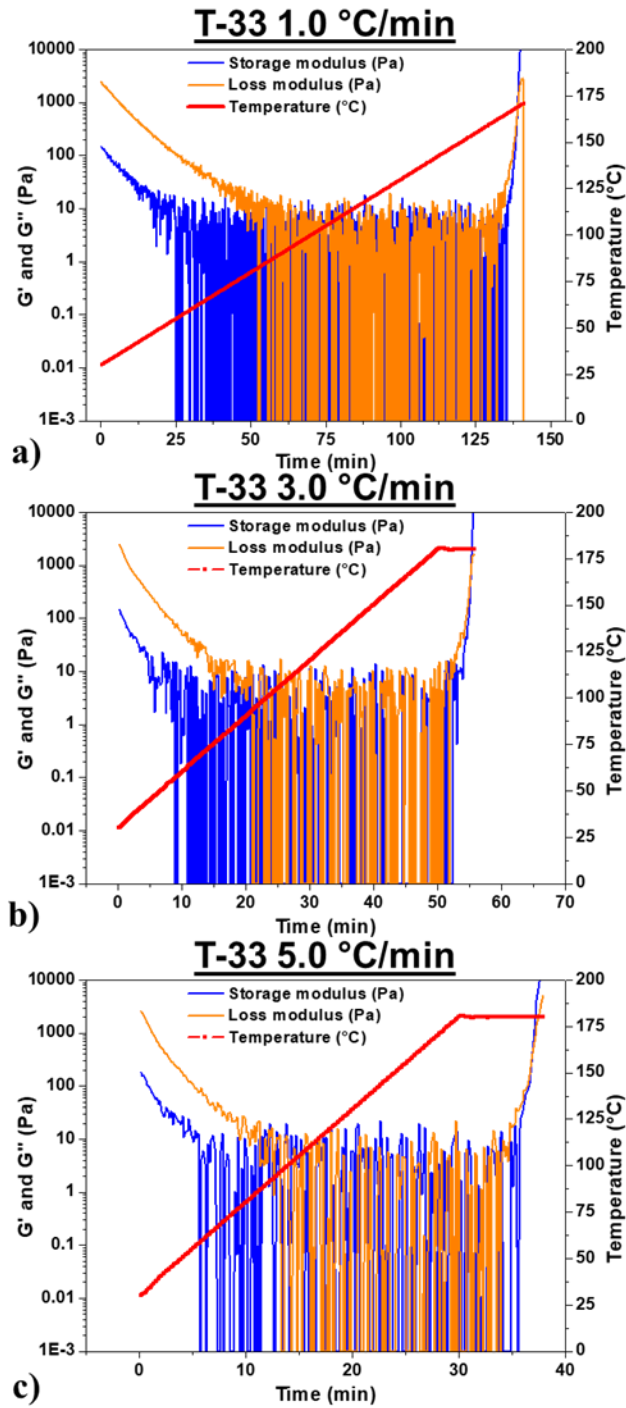 T-33 1.0 °C/min
Storage modulus (Pa)
Loss modulus (Pa)
Temperature (°C)
10000
1000
100
10
1
0.1
0.01
1E-3
G' and G'' (Pa)
200
175
150
125
100
75
50
25
0
Temperature (°C)
0 25 50 75 100 125 150
Time (min)
a)
T-33 3.0 °C/min
Storage modulus (Pa)
Loss modulus (Pa)
Temperature (°C)
10000
1000
100
10
1
0.1
0.01
1E-3
G' and G'' (Pa)
200
175
150
125
100
75
50
25
0
Temperature (°C)
0 10 20 30 40 50 60 70
Time (min)
b)
T-33 5.0 °C/min
Storage modulus (Pa)
Loss modulus (Pa)
Temperature (°C)
10000
1000
100
10
1
0.1
0.01
1E-3
G' and G'' (Pa)
200
175
150
125
100
75
50
25
0
Temperature (°C)
0 10 20 30 40
Time (min)
c)